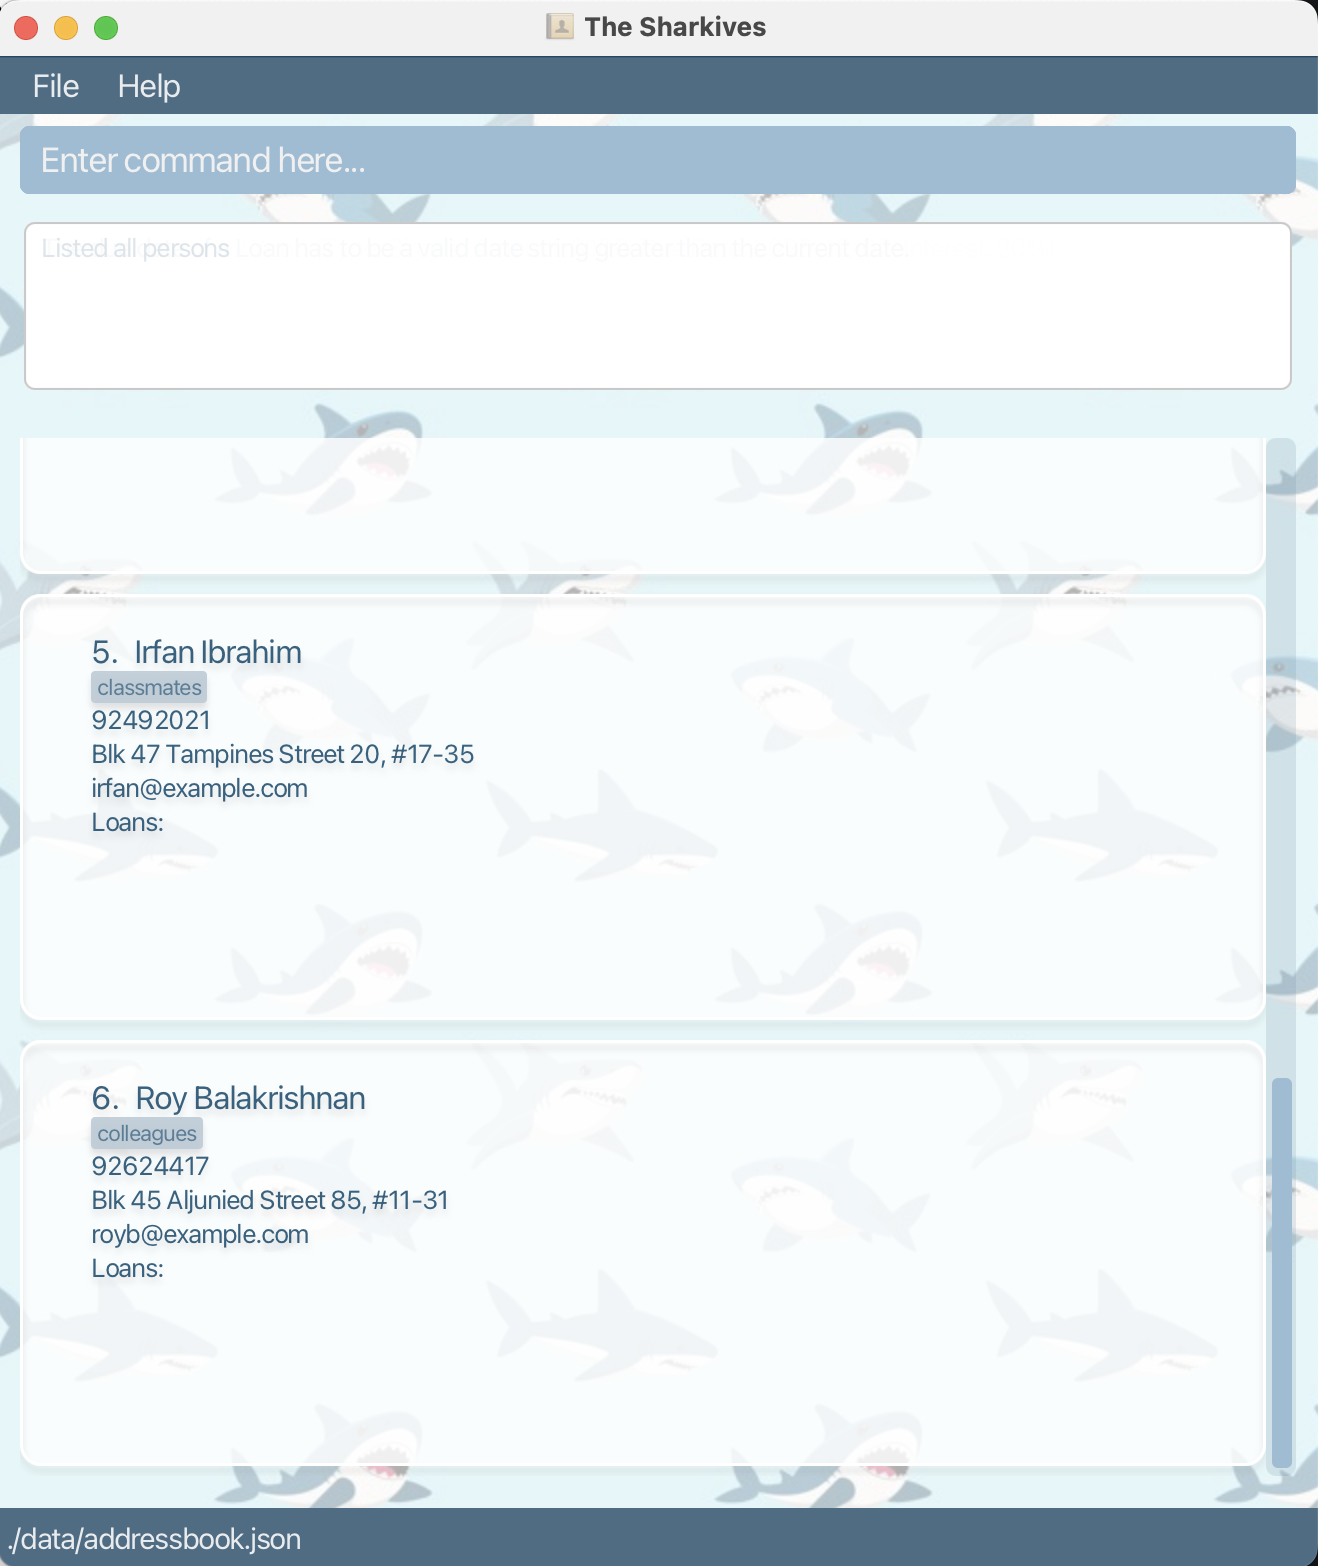 The Sharkives
File Help
Enter command here...
Listed all persons Loan has to be a valid date string greater than the current date.
5. Irfan Ibrahim
classmates
92492021
Blk 47 Tampines Street 20, #17-35
irfan@example.com
Loans:
6. Roy Balakrishnan
colleagues
92624417
Blk 45 Aljunied Street 85, #11-31
royb@example.com
Loans:
./data/addressbook.json